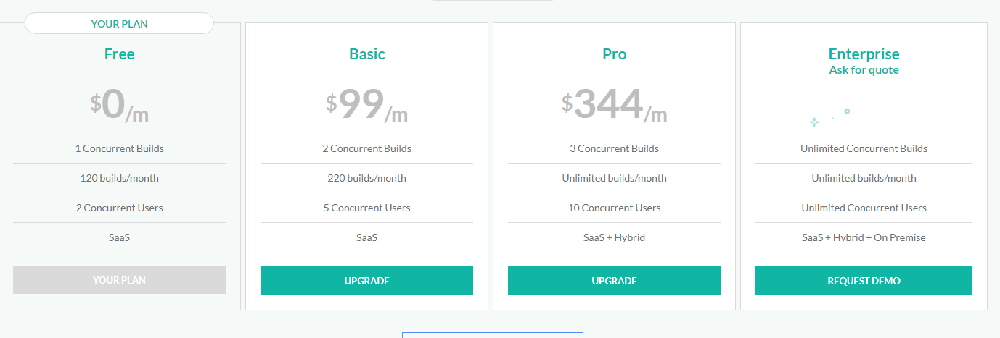 YOUR PLAN
Free
$0/m
1 Concurrent Builds
120 builds/month
2 Concurrent Users
SaaS
YOUR PLAN
Basic
$99/m
2 Concurrent Builds
220 builds/month
5 Concurrent Users
SaaS
UPGRADE
Pro
$344/m
3 Concurrent Builds
Unlimited builds/month
10 Concurrent Users
SaaS + Hybrid
UPGRADE
Enterprise
Ask for quote
Unlimited Concurrent Builds
Unlimited builds/month
Unlimited Concurrent Users
SaaS + Hybrid + On Premise
REQUEST DEMO